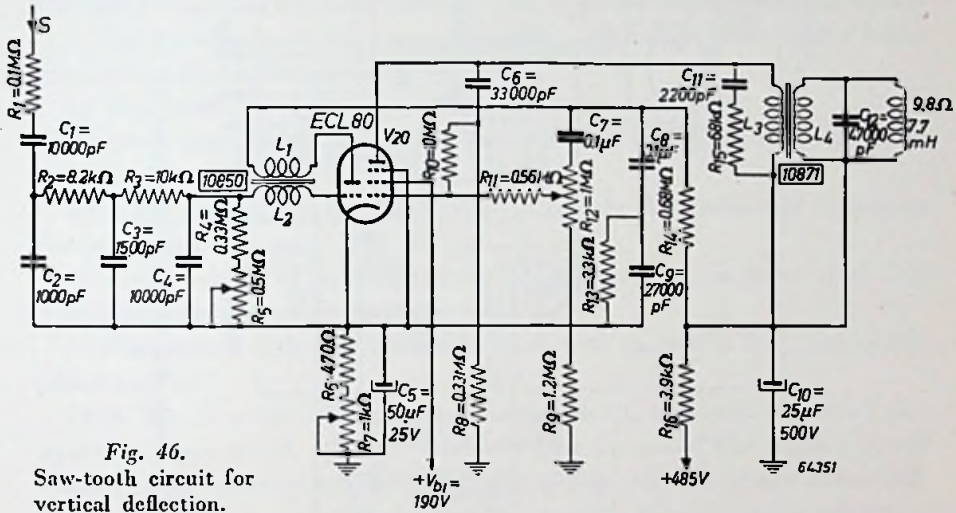 S
R1=0.1MΩ
C1=
10000pF
R2=8.2kΩ
R3=10kΩ
10850
L1
L2
ECL80
V20
C2=
1000pF
C3=
1500pF
C4=
10000pF
R4=
0.33MΩ
R5=0.5MΩ
R6=470Ω
R7=1kΩ
C5=
50μF
25V
+Vb1=
190V
R8=0.33MΩ
C6=
33000pF
R10=10MΩ
R11=0.56MΩ
C7=
0.1μF
R12=1MΩ
R9=1.2MΩ
C8=
R13=3.3kΩ
C9=
27000
pF
R14=0.68MΩ
R16=3.9kΩ
+485V
C11=
2200pF
R15=68kΩ
L3
L4
10871
pF
9.8Ω
7.7
mH
C10=
25μF
500V
64351
Fig. 46.
Saw-tooth circuit for
vertical deflection.